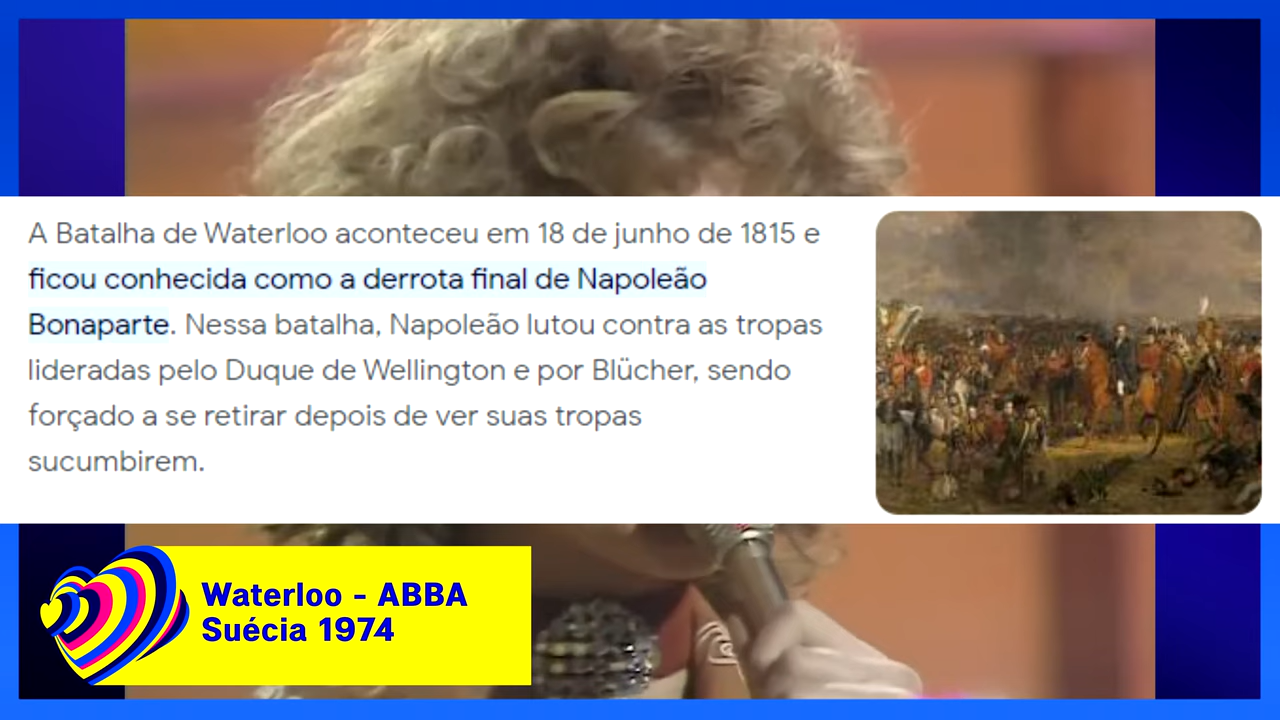 A Batalha de Waterloo aconteceu em 18 de junho de 1815 e
ficou conhecida como a derrota final de Napoleão
Bonaparte. Nessa batalha, Napoleão lutou contra as tropas
lideradas pelo Duque de Wellington e por Blücher, sendo
forçado a se retirar depois de ver suas tropas
sucumbirem.
Waterloo - ABBA
Suécia 1974